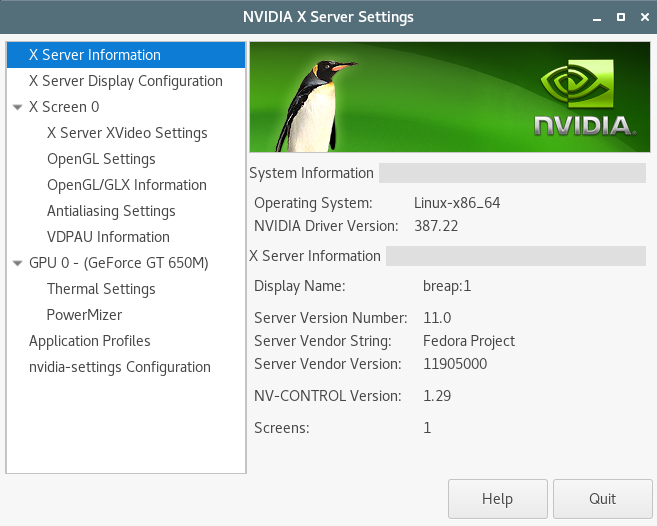 NVIDIA X Server Settings
X Server Information
X Server Display Configuration
X Screen 0
X Server XVideo Settings
OpenGL Settings
OpenGL/GLX Information
Antialiasing Settings
VDPAU Information
GPU 0 - (GeForce GT 650M)
Thermal Settings
PowerMizer
Application Profiles
nvidia-settings Configuration
NVIDIA.
System Information
Operating System: Linux-x86_64
NVIDIA Driver Version: 387.22
X Server Information
Display Name: breap:1
Server Version Number: 11.0
Server Vendor String: Fedora Project
Server Vendor Version: 11905000
NV-CONTROL Version: 1.29
Screens: 1
Help Quit